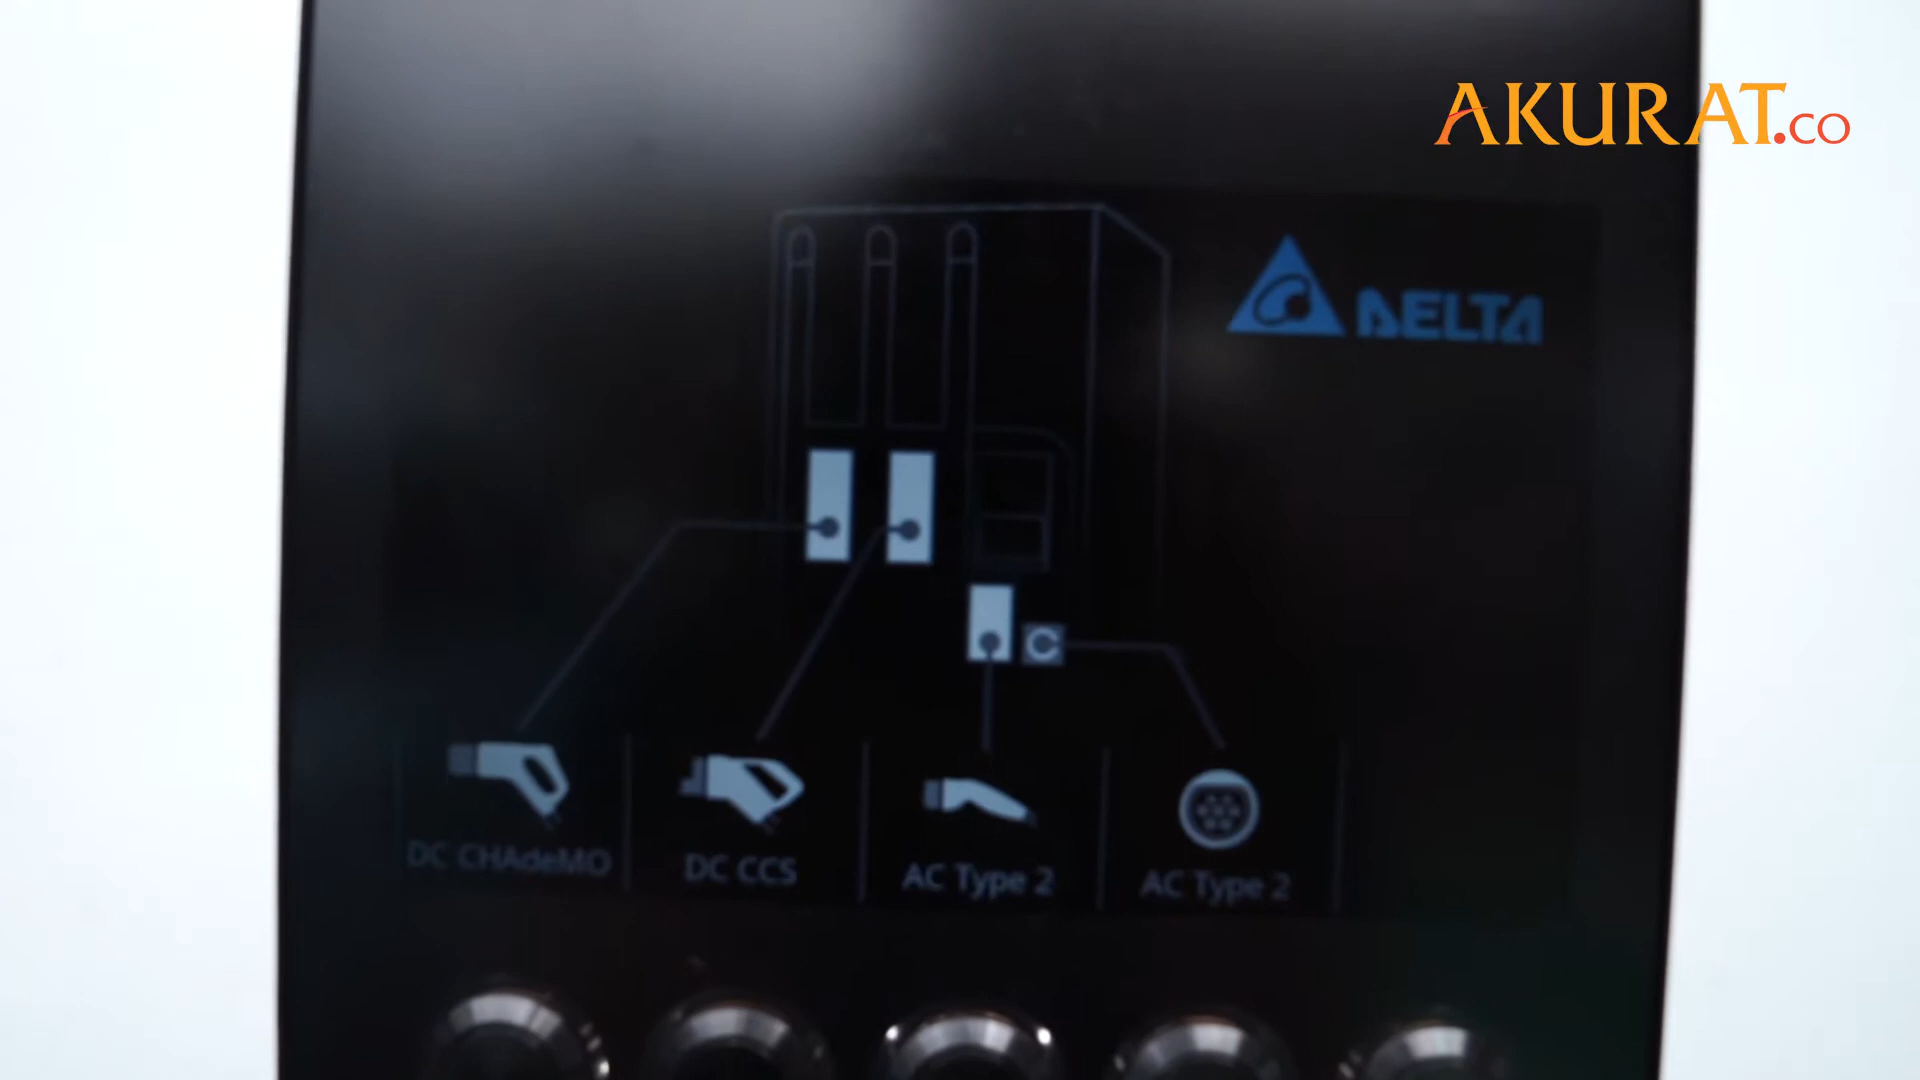 AKURAT.co
DELTA
DC CHAdeMO
DC CCS
AC Type 2
AC Type 2